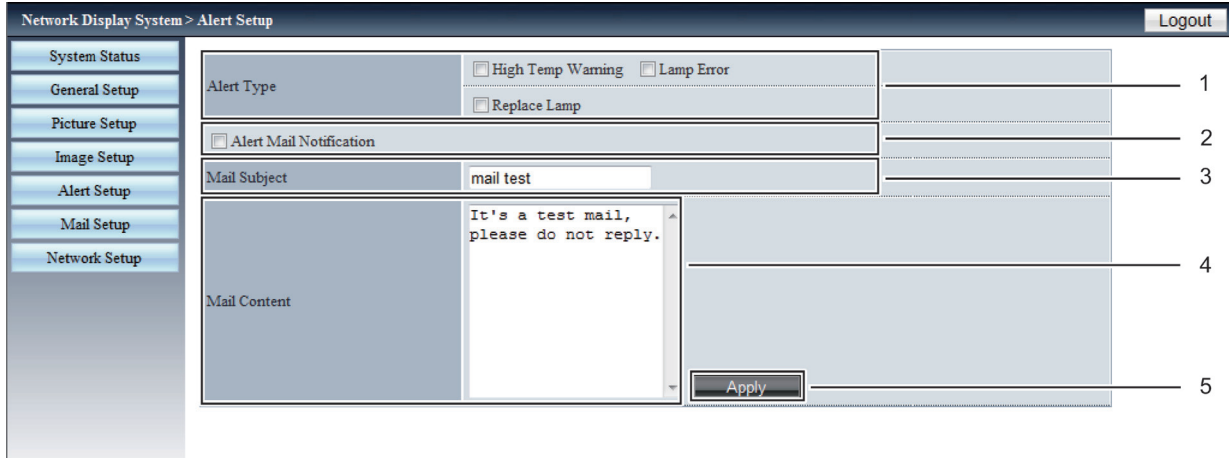 Network Display System > Alert Setup
Logout
System Status
General Setup
Picture Setup
Image Setup
Alert Setup
Mail Setup
Network Setup
Alert Type
High Temp Warning Lamp Error
Replace Lamp
1
Alert Mail Notification
2
Mail Subject
mail test
3
Mail Content
It's a test mail,
please do not reply.
4
Apply
5